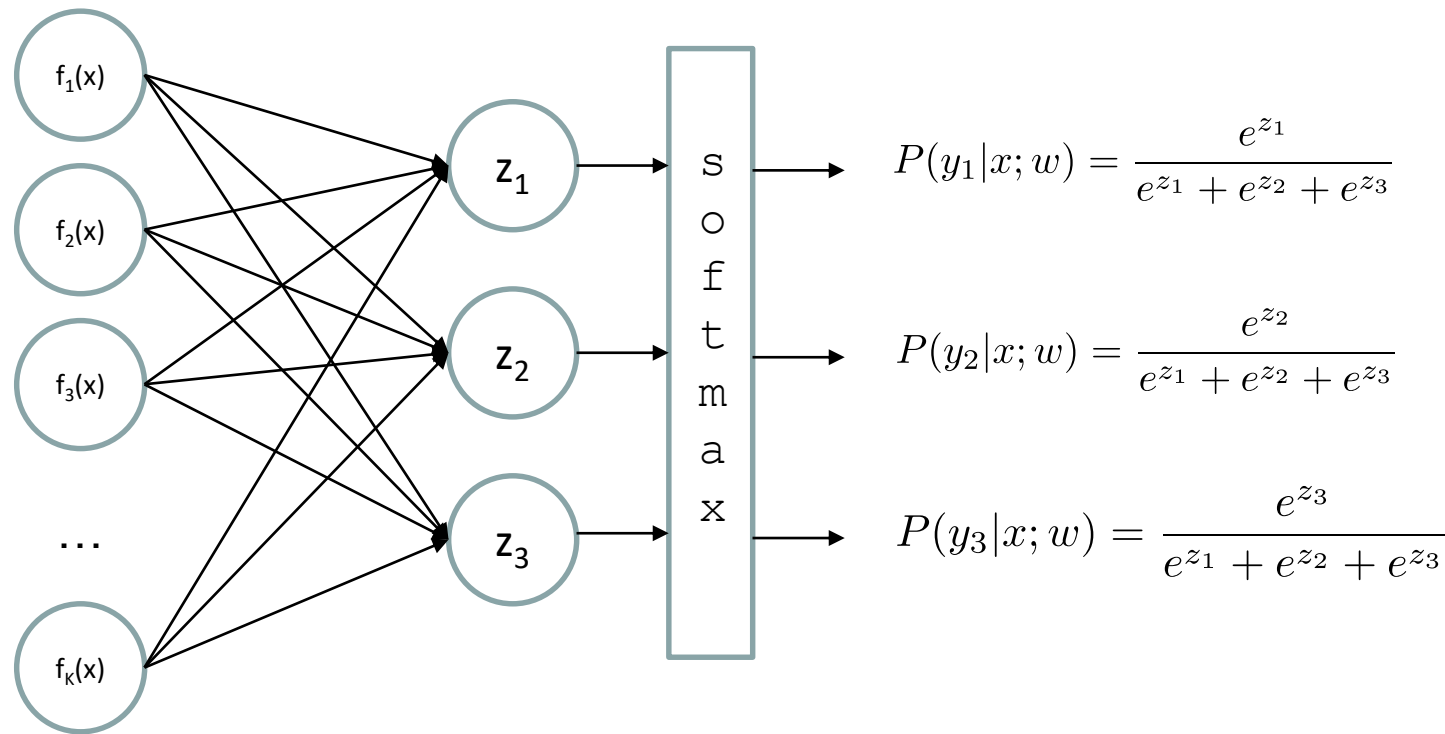 f₁(x)
f₂(x)
f₃(x)
...
f_K(x)
z₁
z₂
z₃
softmax
P(y₁|x; w) = e^{z₁} / (e^{z₁} + e^{z₂} + e^{z₃})
P(y₂|x; w) = e^{z₂} / (e^{z₁} + e^{z₂} + e^{z₃})
P(y₃|x; w) = e^{z₃} / (e^{z₁} + e^{z₂} + e^{z₃})